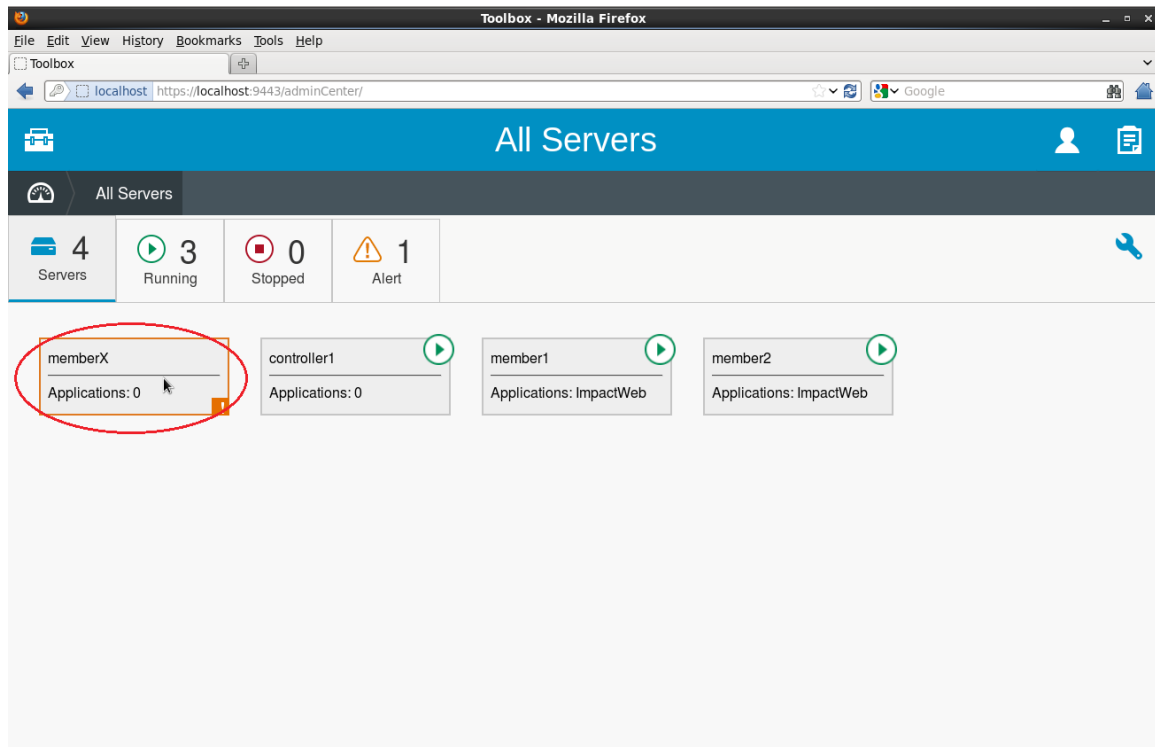 Toolbox - Mozilla Firefox
File Edit View History Bookmarks Tools Help
Toolbox
localhost https://localhost:9443/adminCenter/ Google
All Servers
All Servers
4 3 0 1
Servers Running Stopped Alert
memberX controller1 member1 member2
Applications: 0 Applications: 0 Applications: ImpactWeb Applications: ImpactWeb